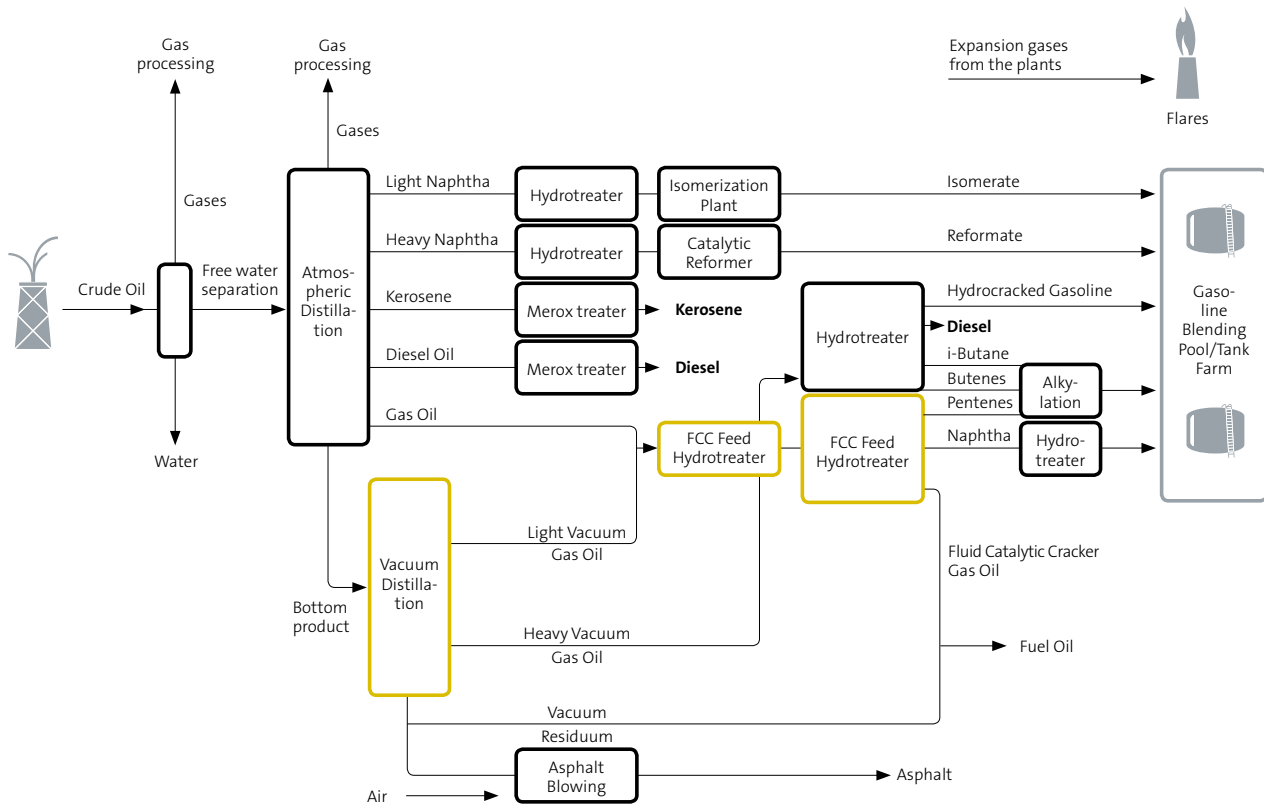 Gas
processing
Gas
processing
Expansion gases
from the plants
Flares
Gases
Gases
Light Naphtha
Hydrotreater
Isomerization
Plant
Isomerate
Heavy Naphtha
Hydrotreater
Catalytic
Reformer
Reformate
Crude Oil
Free water
separation
Atmos-
pheric
Distilla-
tion
Kerosene
Merox treater
Kerosene
Diesel Oil
Merox treater
Diesel
Hydrotreater
Hydrocracked Gasoline
Diesel
i-Butane
Butenes
Pentenes
Alky-
lation
Gaso-
line
Blending
Pool/Tank
Farm
Water
Gas Oil
FCC Feed
Hydrotreater
FCC Feed
Hydrotreater
Naphtha
Hydro-
treater
Vacuum
Distilla-
tion
Light Vacuum
Gas Oil
Fluid Catalytic Cracker
Gas Oil
Bottom
product
Heavy Vacuum
Gas Oil
Fuel Oil
Vacuum
Residuum
Asphalt
Blowing
Asphalt
Air